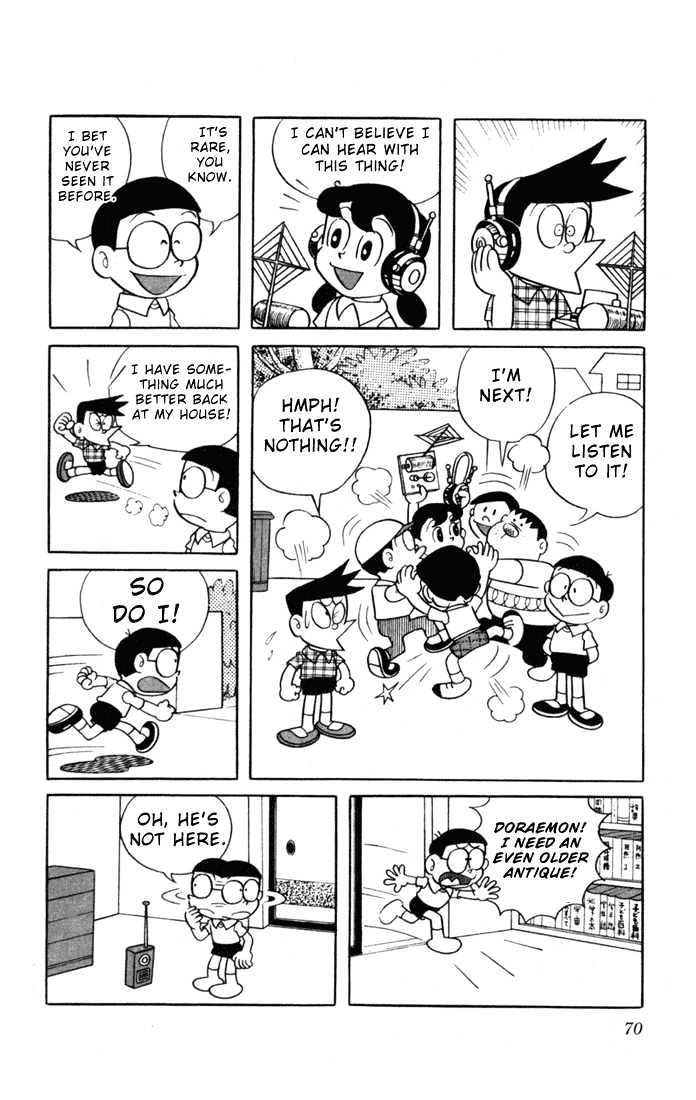 I CAN'T BELIEVE I
CAN HEAR WITH
THIS THING!
IT'S
RARE,
YOU
KNOW.
I BET
YOU'VE
NEVER
SEEN IT
BEFORE.
LET ME
LISTEN
TO IT!
I'M
NEXT!
HMPH!
THAT'S
NOTHING!!
I HAVE SOME-
THING MUCH
BETTER BACK
AT MY HOUSE!
SO
DO I!
DORAEMON!
I NEED AN
EVEN OLDER
ANTIQUE!
OH, HE'S
NOT HERE.
70